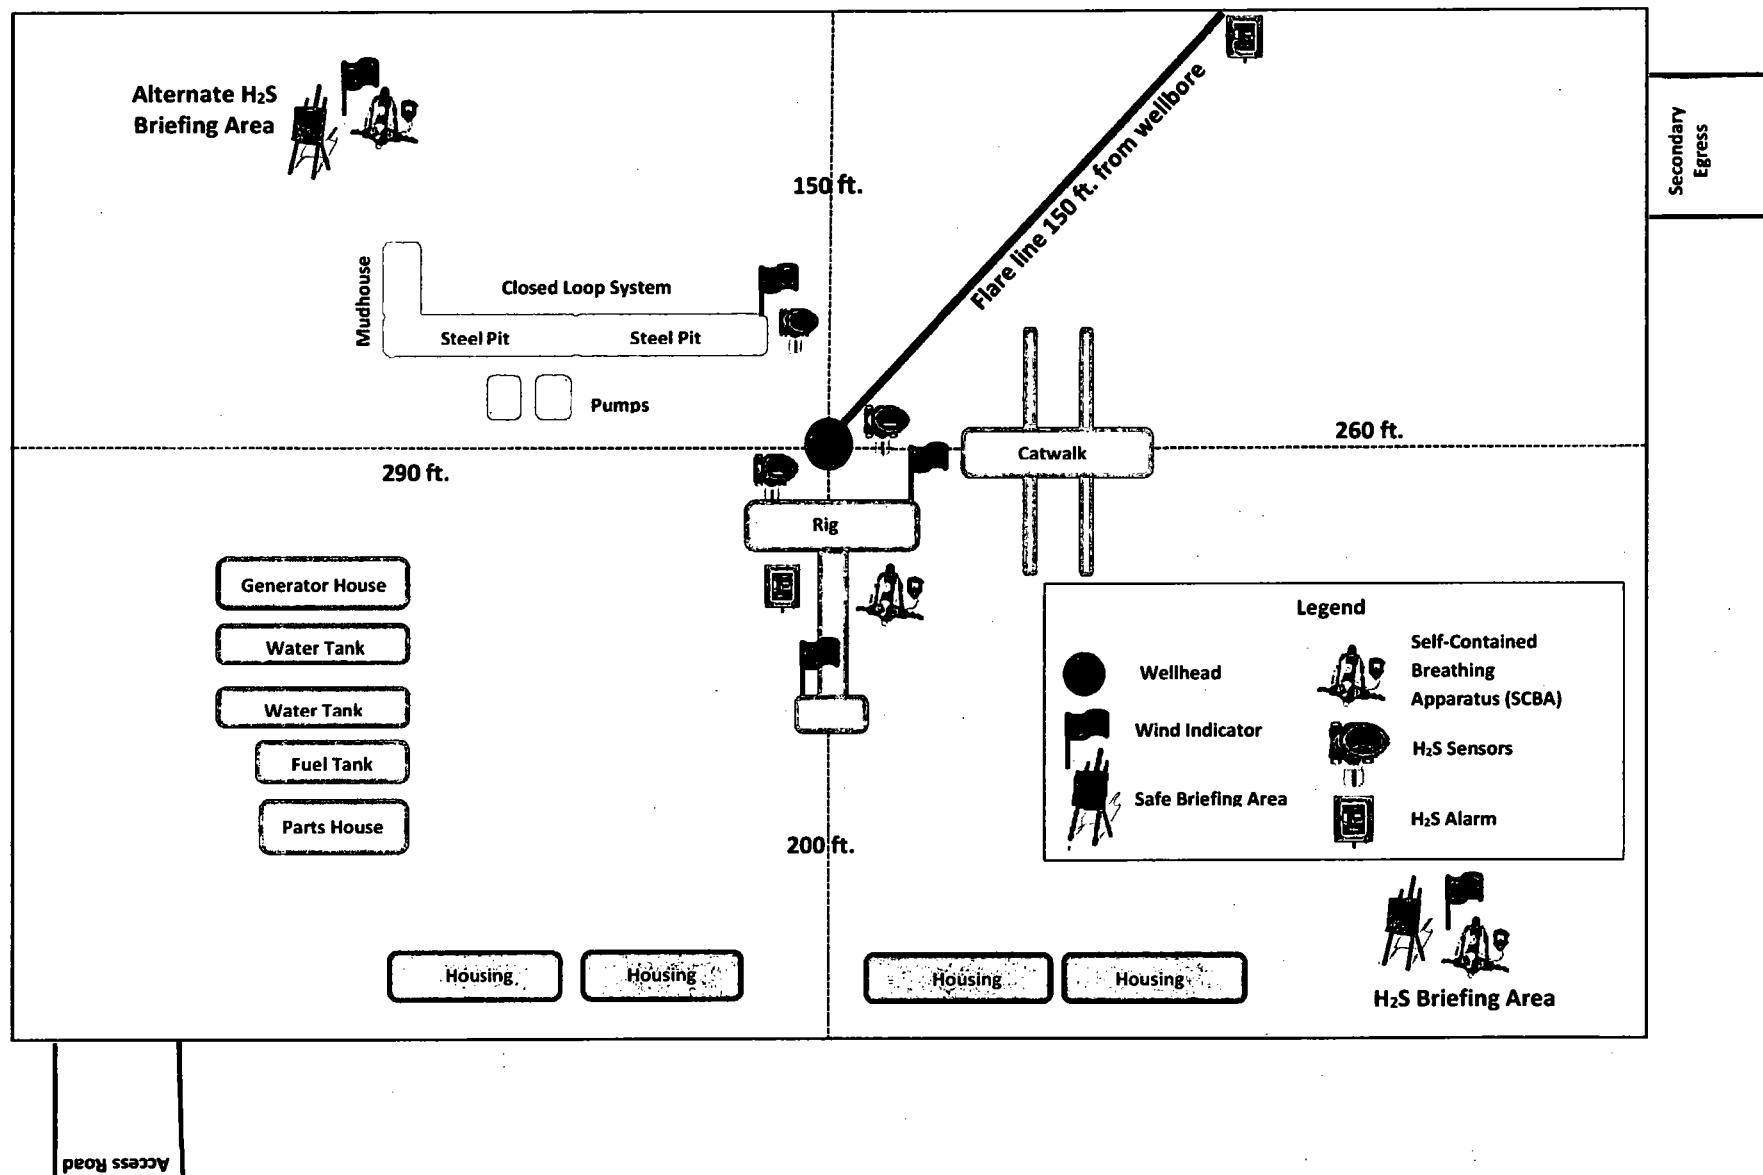 Alternate H₂S
Briefing Area
150 ft.
Flare line 150 ft. from wellbore
Secondary
Egress
Mudhouse
Closed Loop System
Steel Pit
Steel Pit
Pumps
260 ft.
Catwalk
290 ft.
Rig
Generator House
Water Tank
Water Tank
Fuel Tank
Parts House
200 ft.
Legend
Wellhead
Wind Indicator
Safe Briefing Area
Self-Contained
Breathing
Apparatus (SCBA)
H₂S Sensors
H₂S Alarm
Housing
Housing
Housing
Housing
H₂S Briefing Area
Access Road